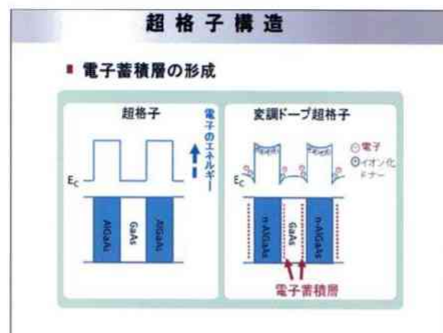 超格子構造
■ 電子蓄積層の形成
超格子
電子のエネルギー
Ec
AlGaAs
GaAs
AlGaAs
変調ドープ超格子
⊖電子
⊕イオン化
ドナー
Ec
n-AlGaAs
GaAs
n-AlGaAs
電子蓄積層